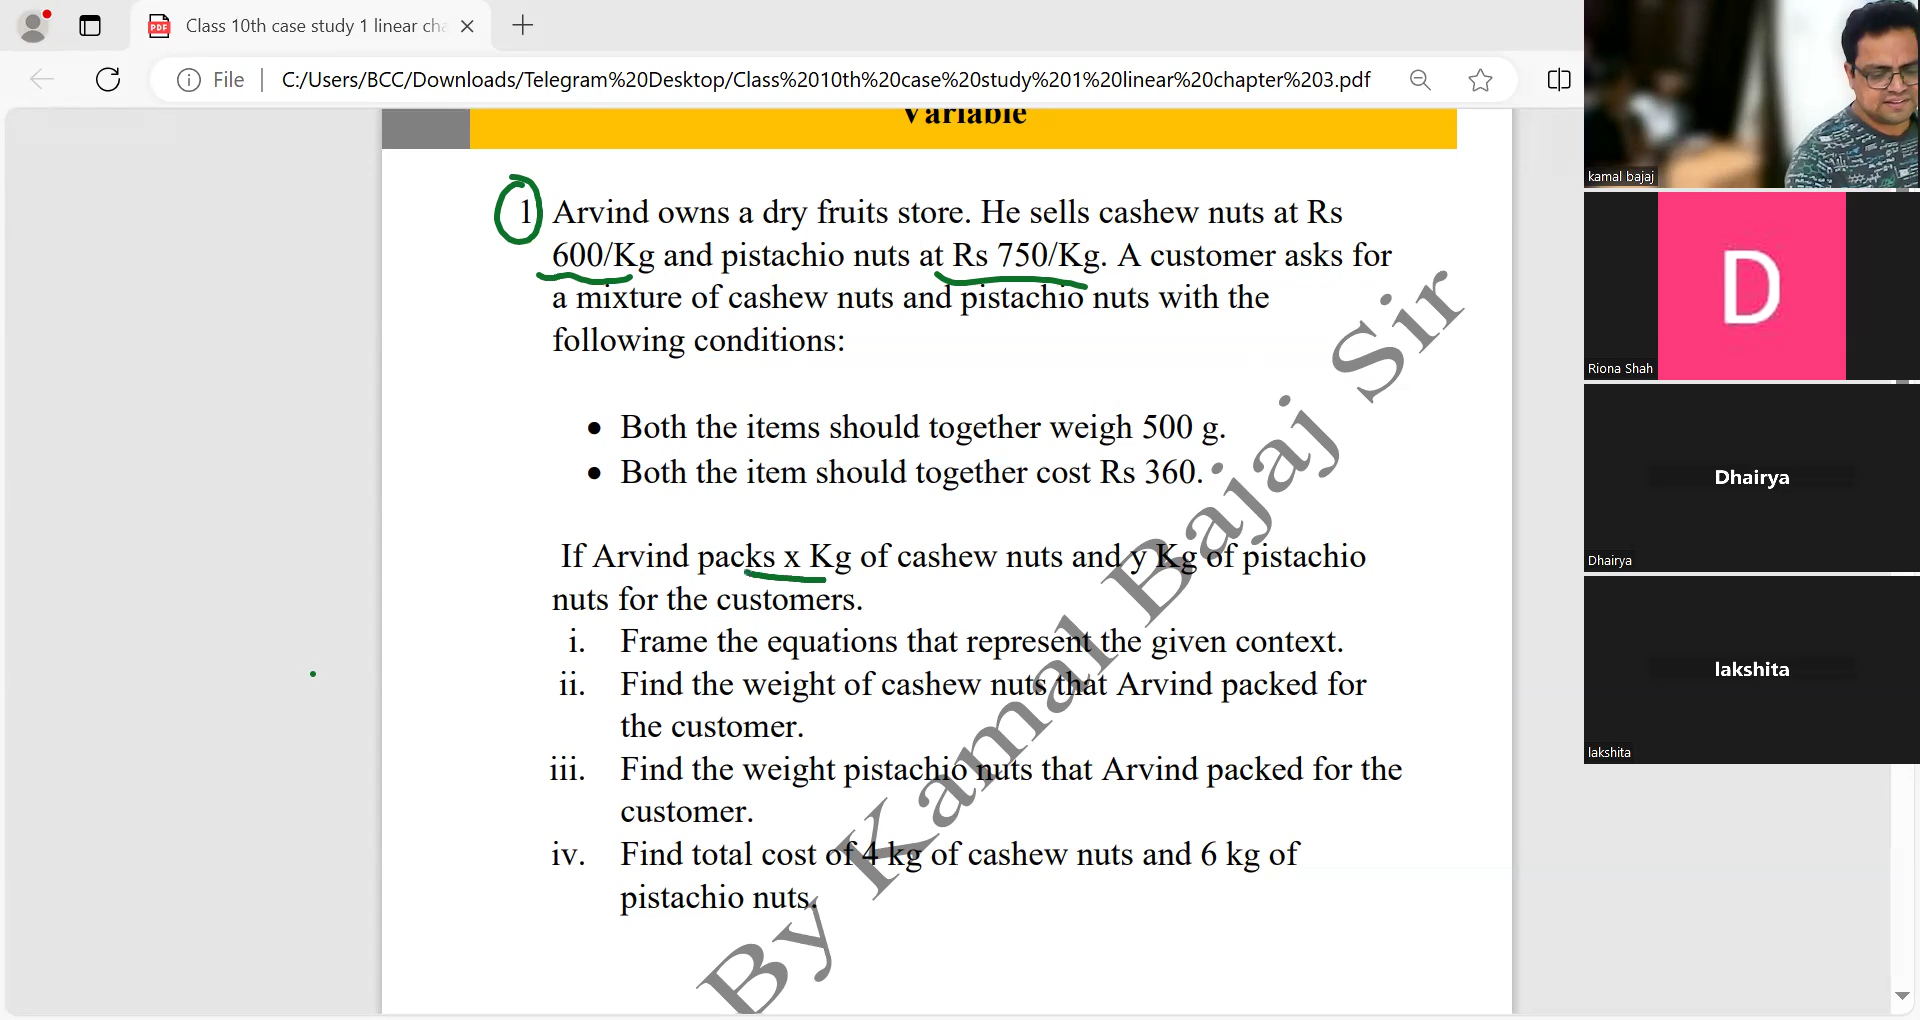 Class 10th case study 1 linear cha
File
C:/Users/BCC/Downloads/Telegram%20Desktop/Class%2010th%20case%20study%201%20linear%20chapter%203.pdf
Variable
1 Arvind owns a dry fruits store. He sells cashew nuts at Rs
600/Kg and pistachio nuts at Rs 750/Kg. A customer asks for
a mixture of cashew nuts and pistachio nuts with the
following conditions:
• Both the items should together weigh 500 g.
• Both the item should together cost Rs 360.
If Arvind packs x Kg of cashew nuts and y Kg of pistachio
nuts for the customers.
i. Frame the equations that represent the given context.
ii. Find the weight of cashew nuts that Arvind packed for
the customer.
iii. Find the weight pistachio nuts that Arvind packed for the
customer.
iv. Find total cost of 4 kg of cashew nuts and 6 kg of
pistachio nuts.
By Kamal Bajaj Sir
kamal bajaj
D
Riona Shah
Dhairya
Dhairya
lakshita
lakshita